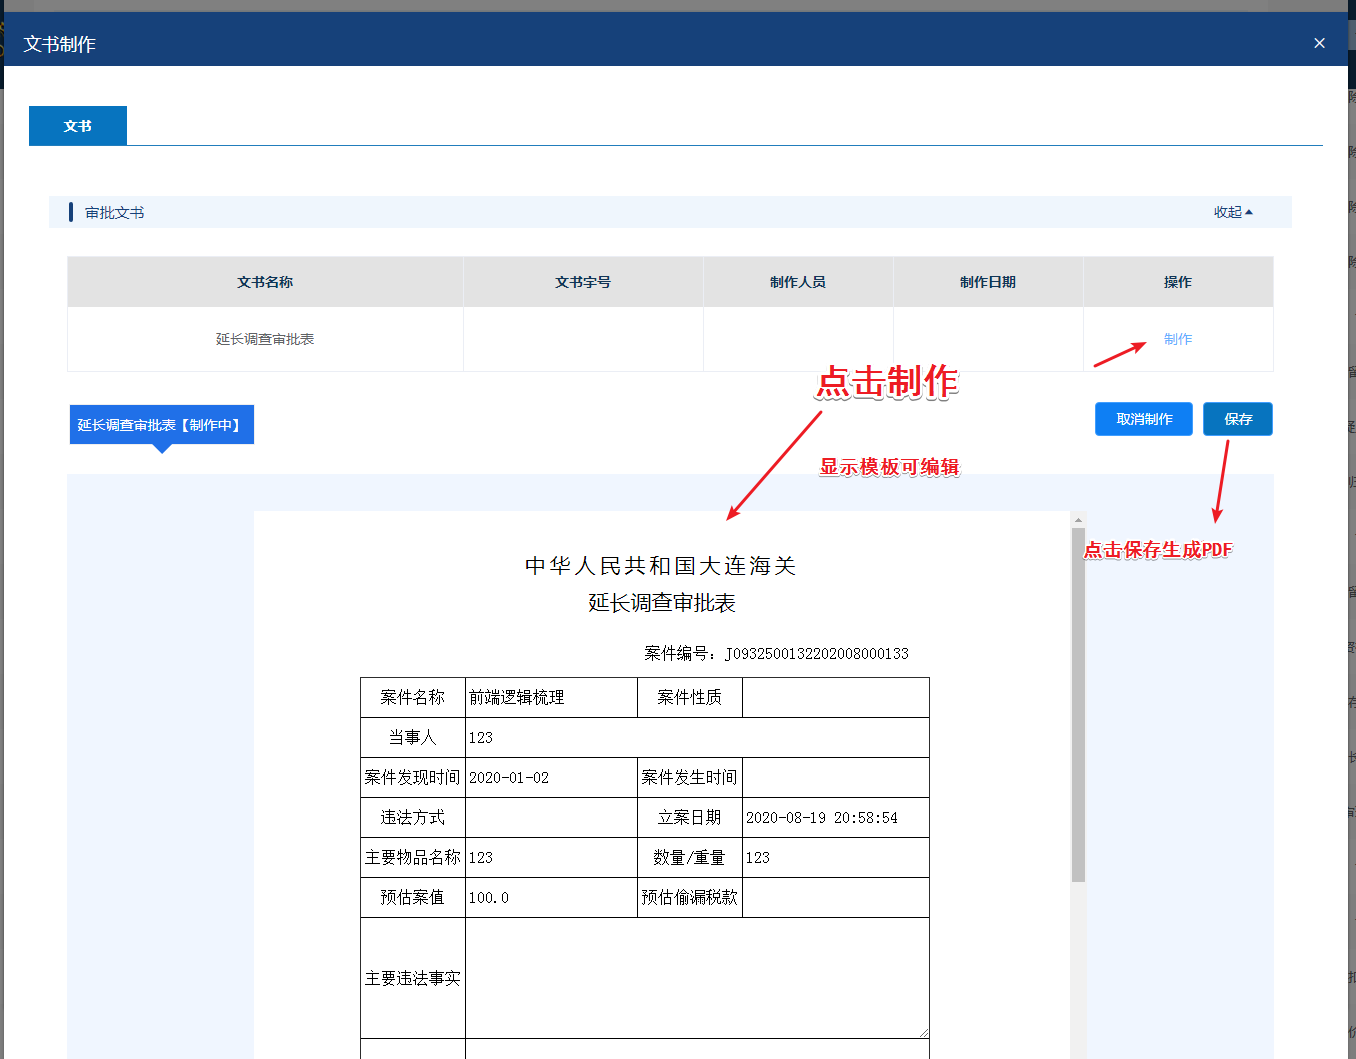 文书制作
×
文书
审批文书 收起
文书名称 文书字号 制作人员 制作日期 操作
延长调查审批表 制作
点击制作
延长调查审批表【制作中】 取消制作 保存
显示模板可编辑
点击保存生成PDF
中华人民共和国大连海关
延长调查审批表
案件编号：J0932500132202008000133
案件名称 前端逻辑梳理 案件性质
当事人 123
案件发现时间 2020-01-02 案件发生时间
违法方式 立案日期 2020-08-19 20:58:54
主要物品名称 123 数量/重量 123
预估案值 100.0 预估偷漏税款
主要违法事实